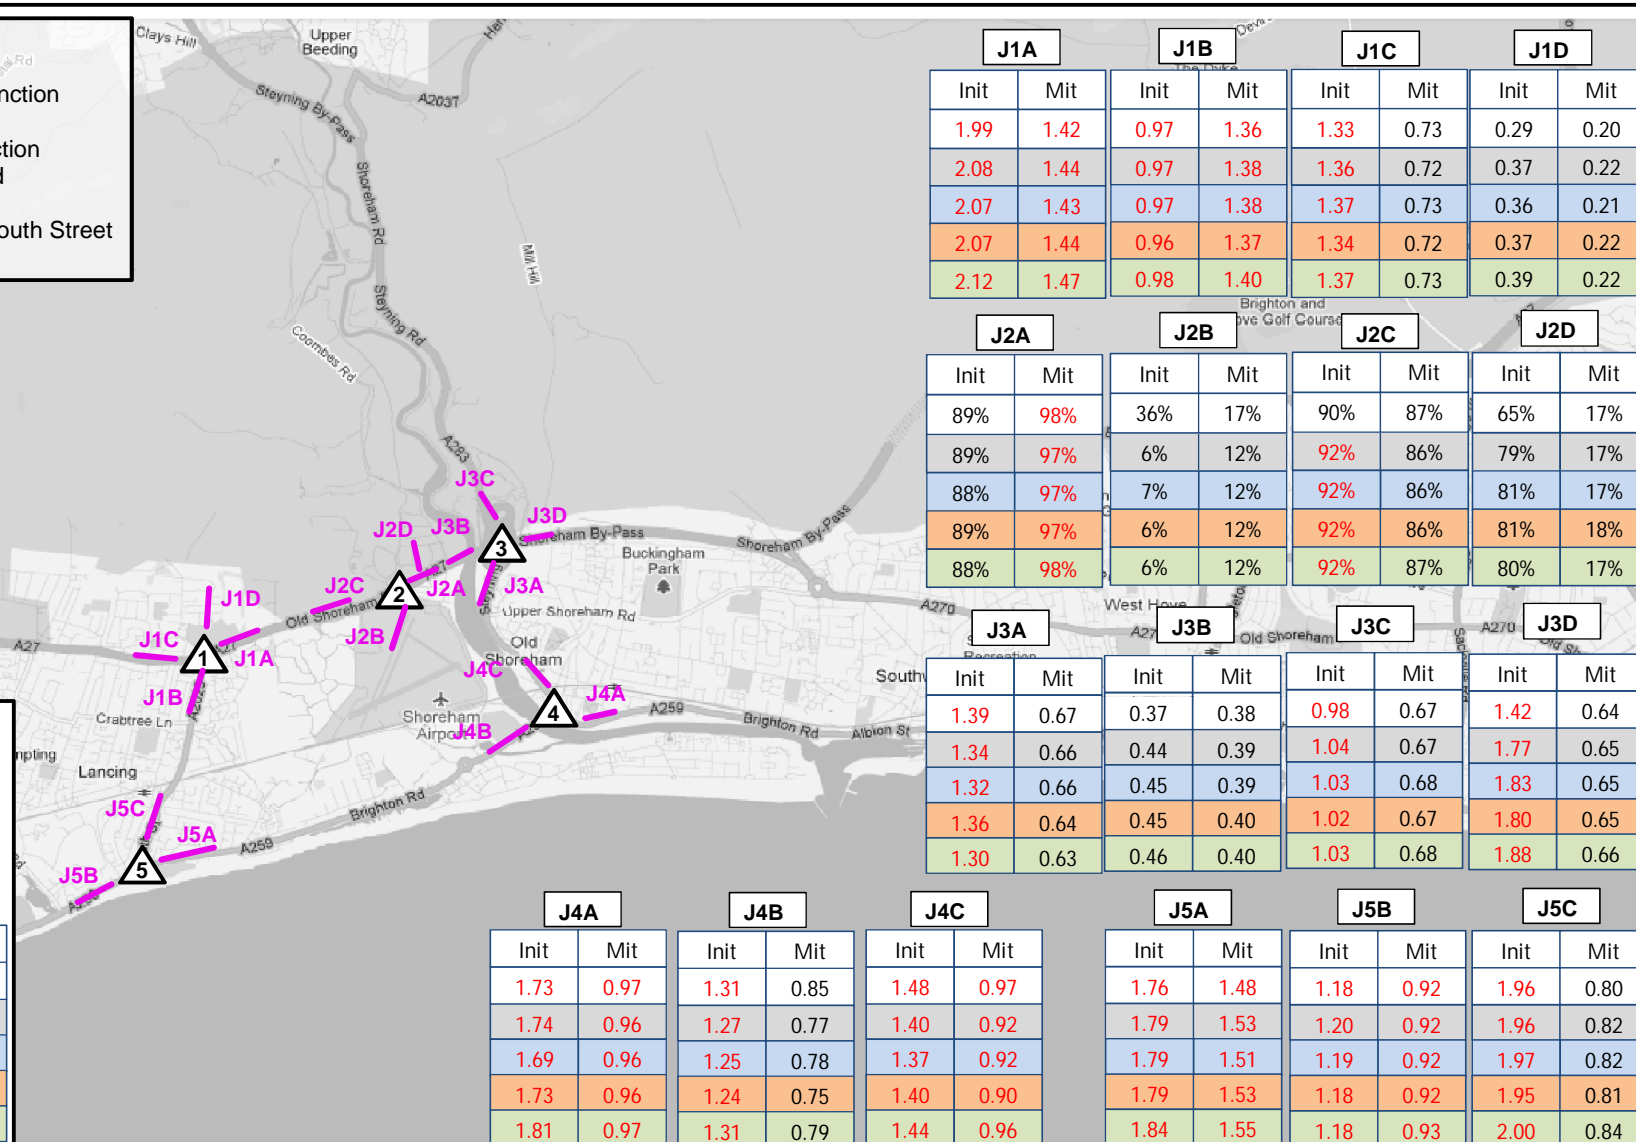 nction
ction
d
outh Street
Clays Hill
Upper
Beeding
Steyning By-Pass
A2037
Shoreham Rd
Mill Hill
Steyning Rd
Coombes Rd
A283
J3C
J3B
J3D
J2D
3
Shoreham By-Pass
Shoreham By-Pass
Buckingham
Park
A27
J2A
J3A
J2C
2
Old Shoreham
Upper Shoreham Rd
J2B
J1D
J1C
J1A
A27
A27
1
J1B
A2025
Crabtree Ln
Old
Shoreham
J4C
J4A
4
A259
J4B
Shoreham
Airport
Brighton Rd
Albion St
Lancing
J5C
J5A
Brighton Rd
A259
5
J5B
A259
A270
West Hove
A27
Old Shoreham
A270
Brighton and
ove Golf Course
J1A J1B J1C J1D
Init Mit Init Mit Init Mit Init Mit
1.99 1.42 0.97 1.36 1.33 0.73 0.29 0.20
2.08 1.44 0.97 1.38 1.36 0.72 0.37 0.22
2.07 1.43 0.97 1.38 1.37 0.73 0.36 0.21
2.07 1.44 0.96 1.37 1.34 0.72 0.37 0.22
2.12 1.47 0.98 1.40 1.37 0.73 0.39 0.22
J2A J2B J2C J2D
Init Mit Init Mit Init Mit Init Mit
89% 98% 36% 17% 90% 87% 65% 17%
89% 97% 6% 12% 92% 86% 79% 17%
88% 97% 7% 12% 92% 86% 81% 17%
89% 97% 6% 12% 92% 86% 81% 18%
88% 98% 6% 12% 92% 87% 80% 17%
J3A J3B J3C J3D
Init Mit Init Mit Init Mit Init Mit
1.39 0.67 0.37 0.38 0.98 0.67 1.42 0.64
1.34 0.66 0.44 0.39 1.04 0.67 1.77 0.65
1.32 0.66 0.45 0.39 1.03 0.68 1.83 0.65
1.36 0.64 0.45 0.40 1.02 0.67 1.80 0.65
1.30 0.63 0.46 0.40 1.03 0.68 1.88 0.66
J4A J4B J4C J5A J5B J5C
Init Mit Init Mit Init Mit Init Mit Init Mit Init Mit
1.73 0.97 1.31 0.85 1.48 0.97 1.76 1.48 1.18 0.92 1.96 0.80
1.74 0.96 1.27 0.77 1.40 0.92 1.79 1.53 1.20 0.92 1.96 0.82
1.69 0.96 1.25 0.78 1.37 0.92 1.79 1.51 1.19 0.92 1.97 0.82
1.73 0.96 1.24 0.75 1.40 0.90 1.79 1.53 1.18 0.92 1.95 0.81
1.81 0.97 1.31 0.79 1.44 0.96 1.84 1.55 1.18 0.93 2.00 0.84